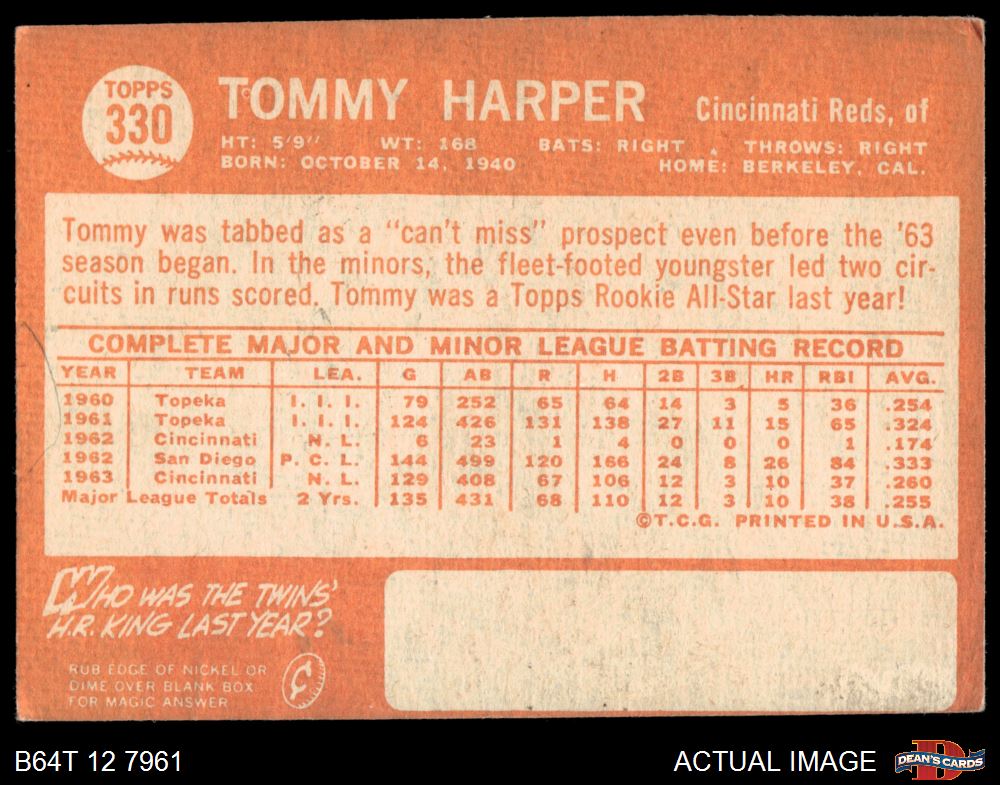 TOPPS
330
TOMMY HARPER Cincinnati Reds, of
HT: 5'9" WT: 168 BATS: RIGHT THROWS: RIGHT
BORN: OCTOBER 14, 1940 HOME: BERKELEY, CAL.
Tommy was tabbed as a "can't miss" prospect even before the '63
season began. In the minors, the fleet-footed youngster led two cir-
cuits in runs scored. Tommy was a Topps Rookie All-Star last year!
COMPLETE MAJOR AND MINOR LEAGUE BATTING RECORD
YEAR TEAM LEA. G AB R H 2B 3B HR RBI AVG.
1960 Topeka I. I. I. 79 252 65 64 14 3 5 36 .254
1961 Topeka I. I. I. 124 426 131 138 27 11 15 65 .324
1962 Cincinnati N. L. 6 23 1 4 0 0 0 1 .174
1962 San Diego P. C. L. 144 499 120 166 24 8 26 84 .333
1963 Cincinnati N. L. 129 408 67 106 12 3 10 37 .260
Major League Totals 2 Yrs. 135 431 68 110 12 3 10 38 .255
©T.C.G. PRINTED IN U.S.A.
WHO WAS THE TWINS'
H.R. KING LAST YEAR?
RUB EDGE OF NICKEL OR
DIME OVER BLANK BOX
FOR MAGIC ANSWER
¢
B64T 12 7961 ACTUAL IMAGE
D
DEAN'S CARDS